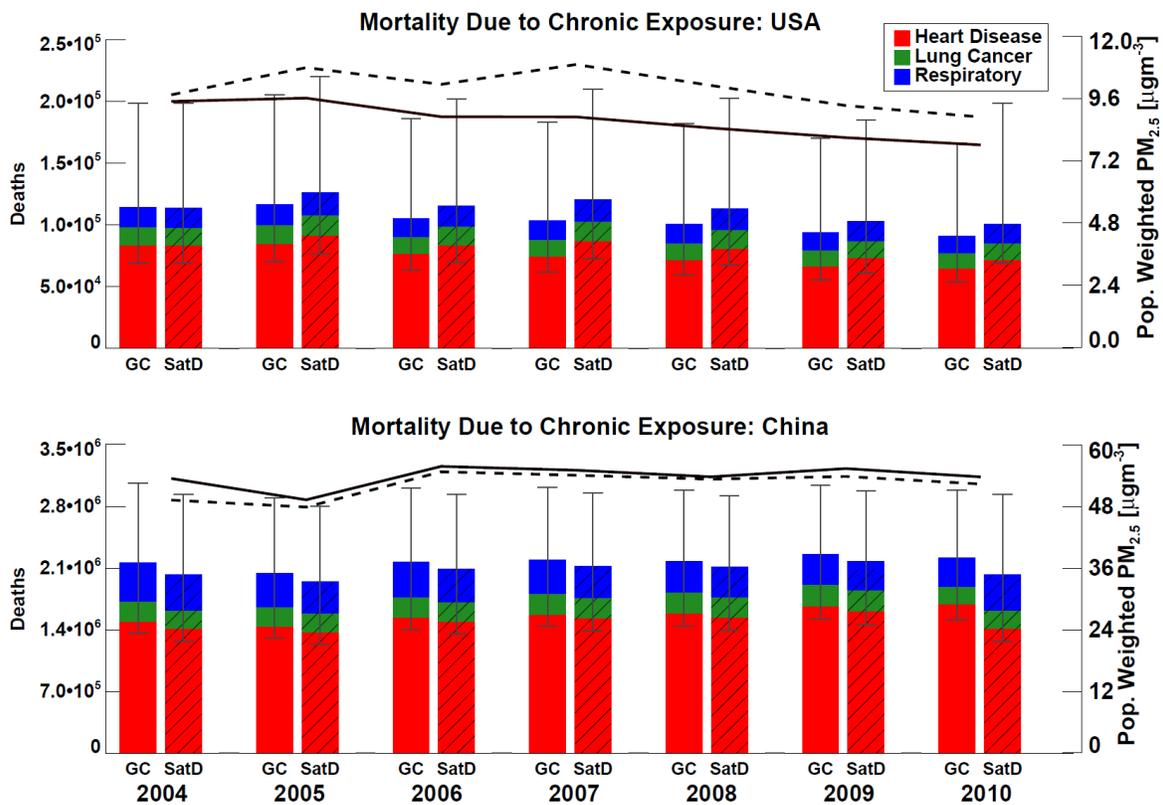 Mortality Due to Chronic Exposure: USA
Heart Disease
Lung Cancer
Respiratory
2.5•10⁵
2.0•10⁵
1.5•10⁵
1.0•10⁵
5.0•10⁴
0
Deaths
12.0
9.6
7.2
4.8
2.4
0.0
Pop. Weighted PM₂.₅ [µgm⁻³]
GC SatD GC SatD GC SatD GC SatD GC SatD GC SatD GC SatD
Mortality Due to Chronic Exposure: China
3.5•10⁶
2.8•10⁶
2.1•10⁶
1.4•10⁶
7.0•10⁵
0
Deaths
60
48
36
24
12
0
Pop. Weighted PM₂.₅ [µgm⁻³]
GC SatD GC SatD GC SatD GC SatD GC SatD GC SatD GC SatD
2004 2005 2006 2007 2008 2009 2010